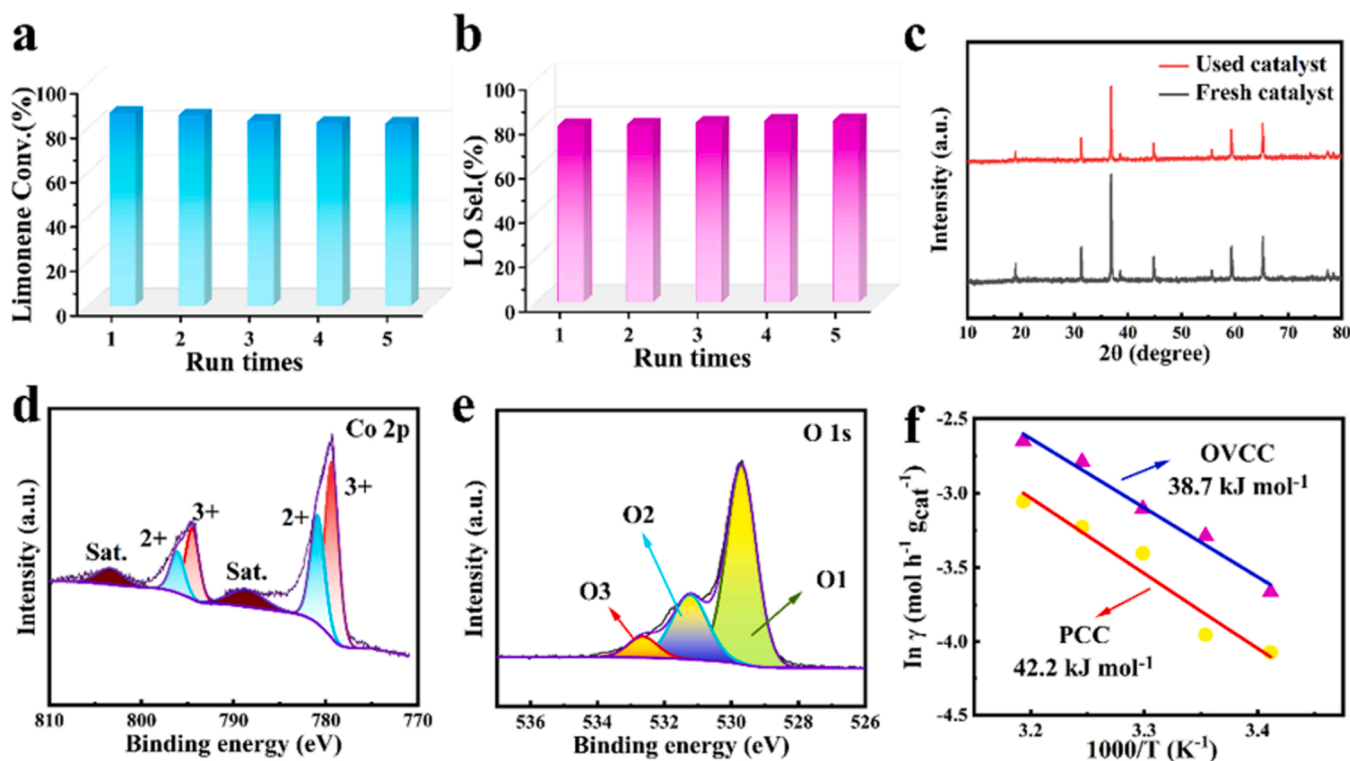 a
Limonene Conv.(%)
100
80
60
40
20
0
1 2 3 4 5
Run times
b
LO Sel.(%)
100
80
60
40
20
0
1 2 3 4 5
Run times
c
Used catalyst
Fresh catalyst
Intensity (a.u.)
10 20 30 40 50 60 70 80
2θ (degree)
d
Co 2p
3+
2+
3+
2+
Sat.
Sat.
Intensity (a.u.)
810 800 790 780 770
Binding energy (eV)
e
O 1s
O2
O3
O1
Intensity (a.u.)
536 534 532 530 528 526
Binding energy (eV)
f
OVCC
38.7 kJ mol⁻¹
PCC
42.2 kJ mol⁻¹
In γ (mol h⁻¹ gcat⁻¹)
-2.5
-3.0
-3.5
-4.0
-4.5
3.2 3.3 3.4
1000/T (K⁻¹)